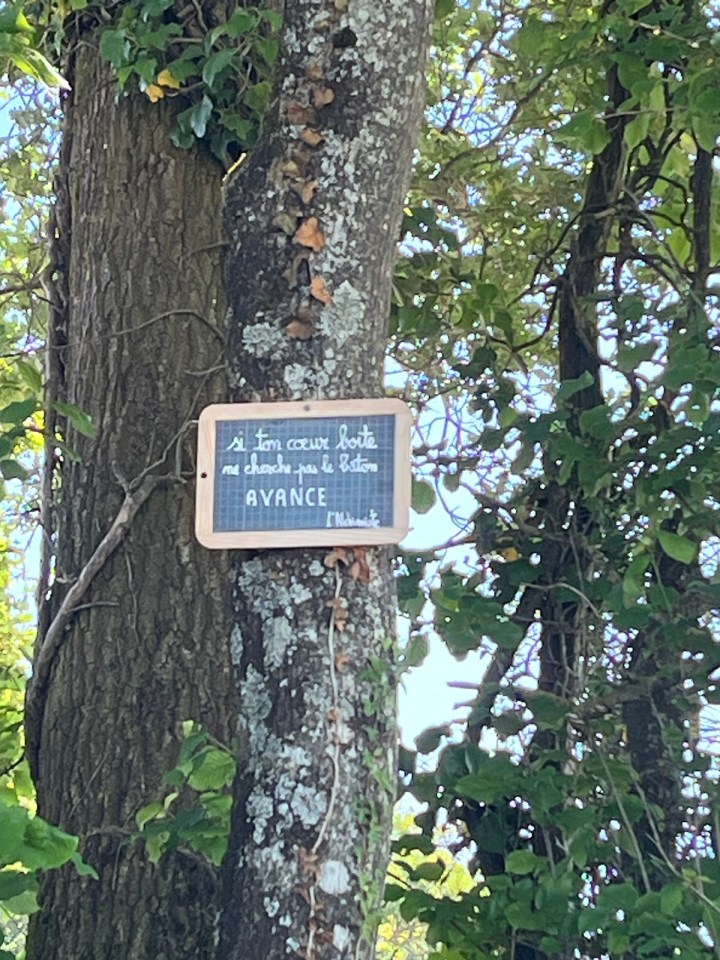 si ton cœur boite
ne cherche pas le bâton
AVANCE
l'Alchimiste